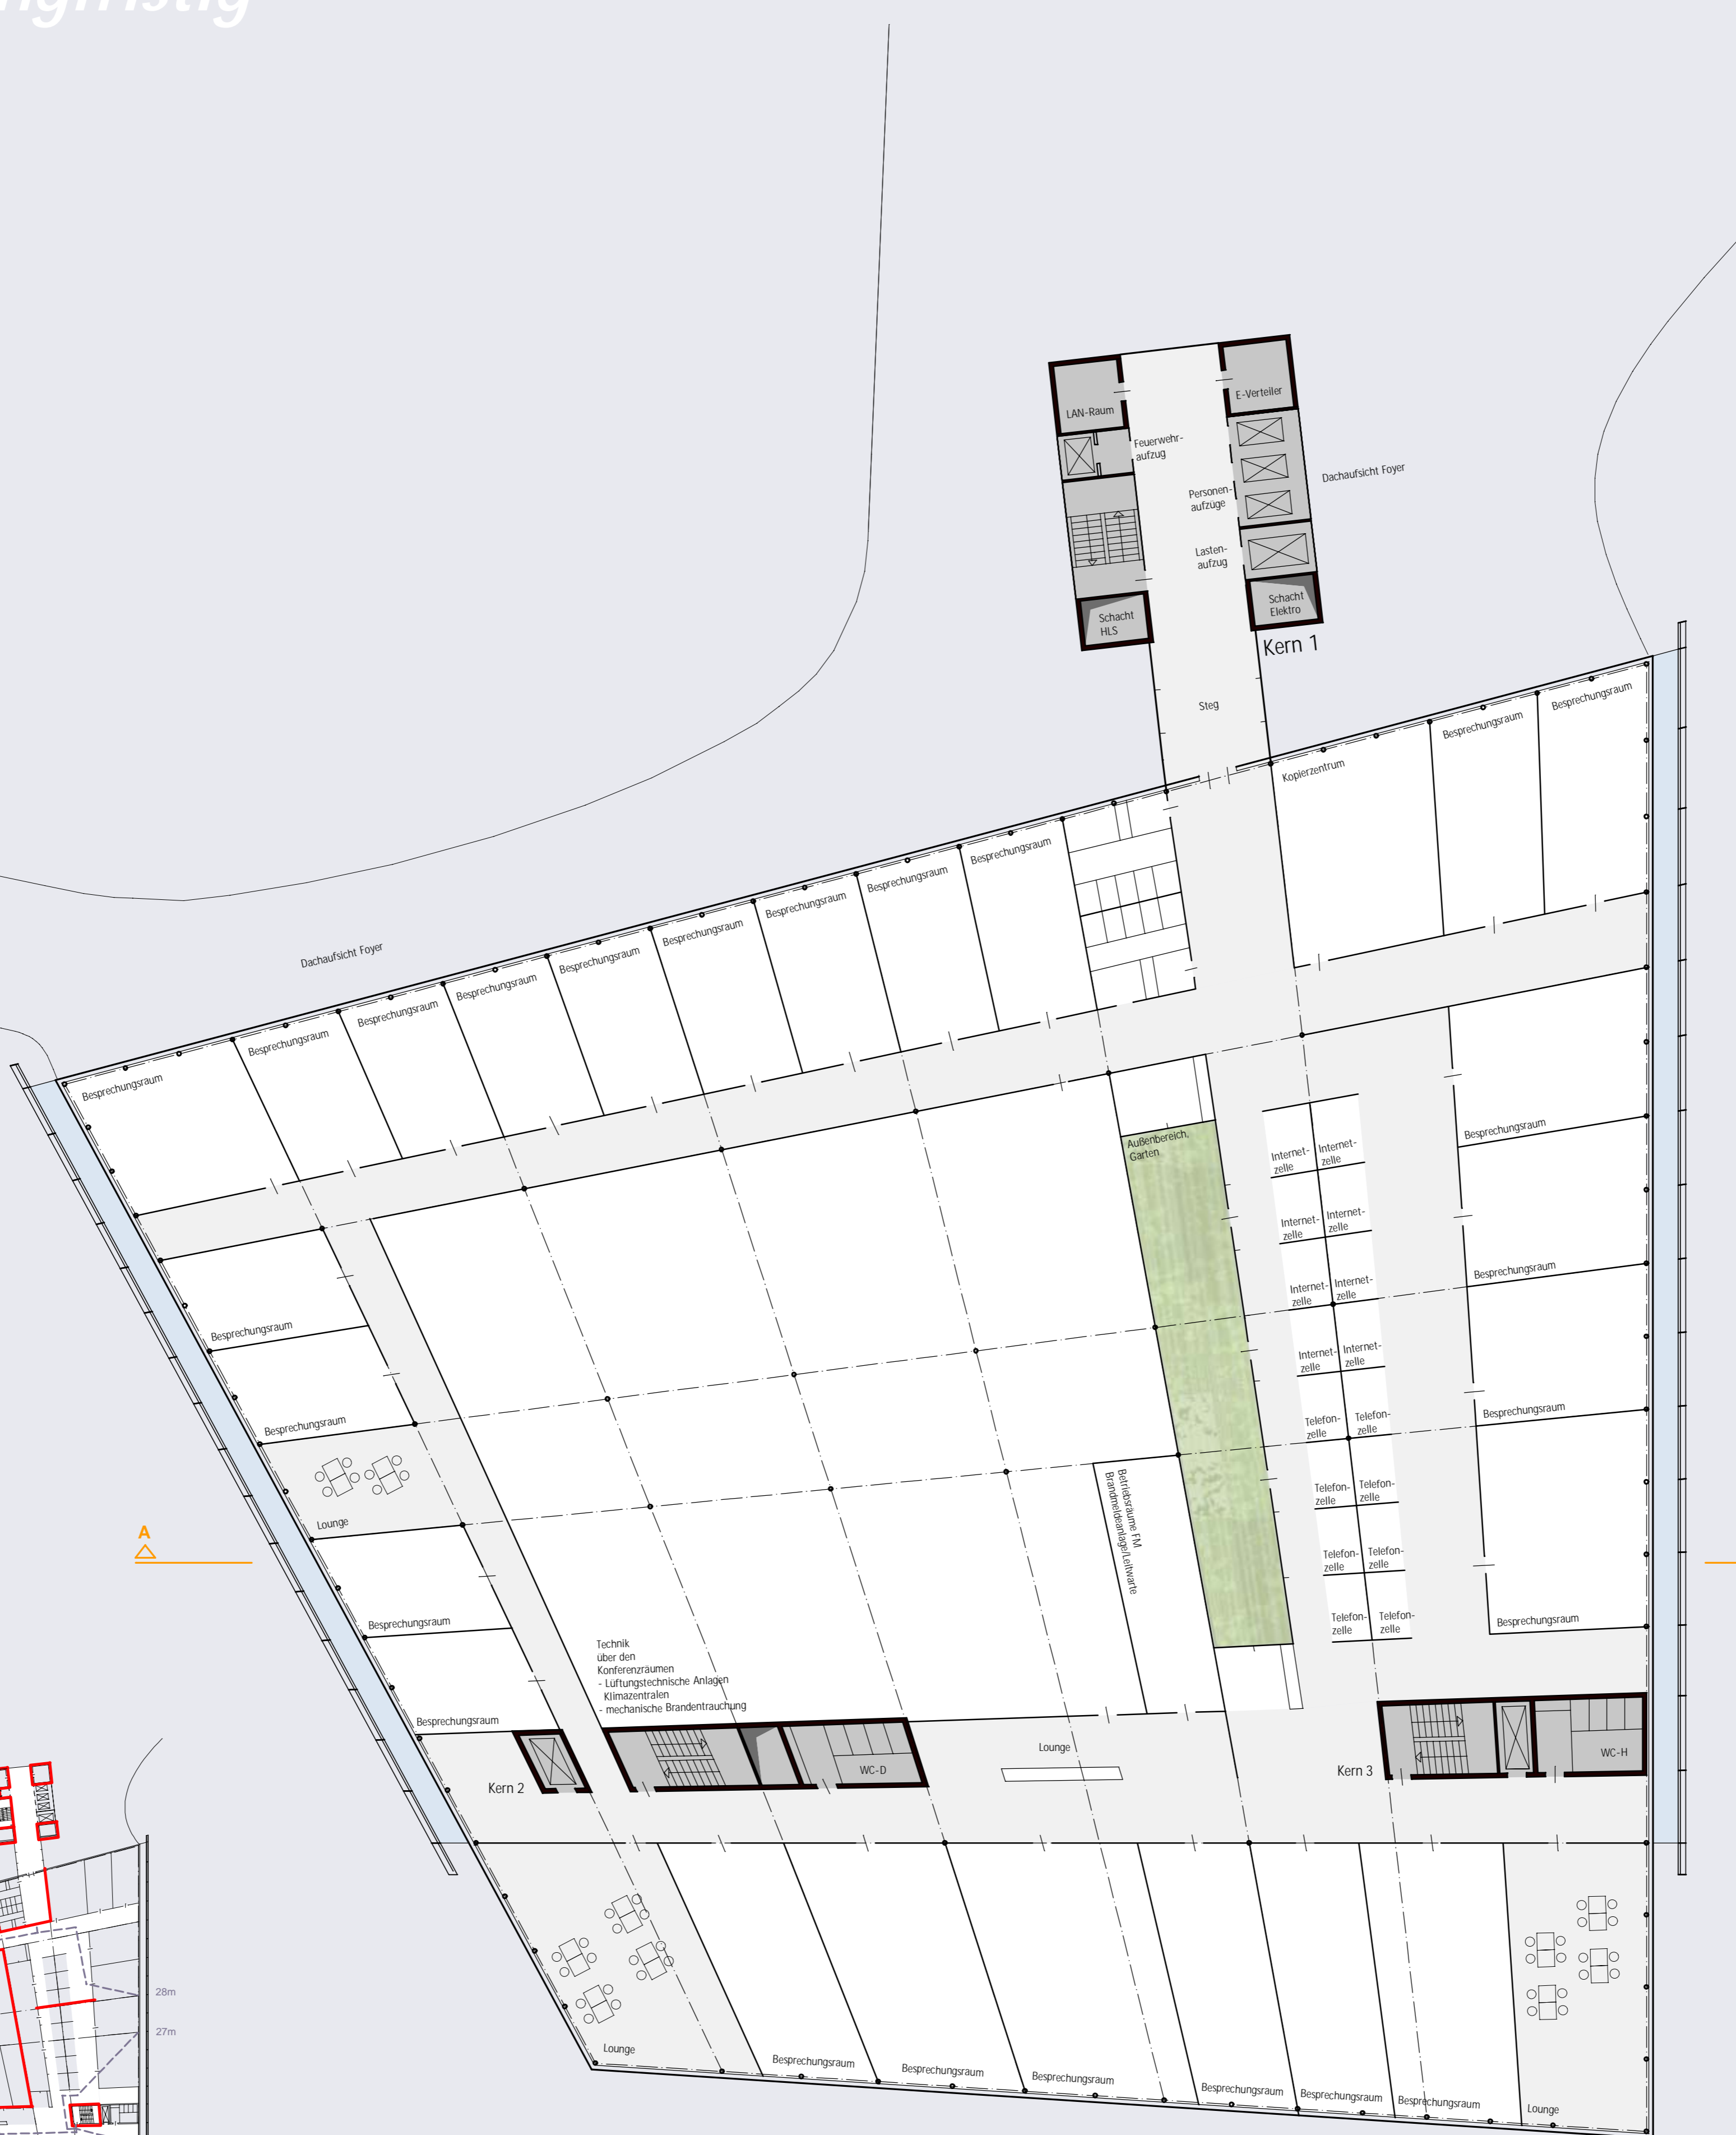 ngfristig
LAN-Raum
E-Verteiler
Feuerwehr-
aufzug
Dachaufsicht Foyer
Personen-
aufzüge
Lasten-
aufzug
Schacht
Elektro
Schacht
HLS
Kern 1
Steg
Besprechungsraum
Besprechungsraum
Kopierzentrum
Besprechungsraum
Besprechungsraum
Besprechungsraum
Besprechungsraum
Besprechungsraum
Besprechungsraum
Besprechungsraum
Besprechungsraum
Besprechungsraum
Dachaufsicht Foyer
Außenbereich,
Garten
Internet-
zelle
Internet-
zelle
Besprechungsraum
Internet-
zelle
Internet-
zelle
Internet-
zelle
Internet-
zelle
Besprechungsraum
Besprechungsraum
Internet-
zelle
Internet-
zelle
Besprechungsraum
Telefon-
zelle
Telefon-
zelle
Besprechungsraum
Telefon-
zelle
Telefon-
zelle
Betriebsräume FM
Brandmeldeanlage/Leitwarte
Lounge
A
Telefon-
zelle
Telefon-
zelle
Telefon-
zelle
Telefon-
zelle
Besprechungsraum
Besprechungsraum
Technik
über den
Konferenzräumen
- Lüftungstechnische Anlagen
Klimazentralen
- mechanische Brandentrauchung
Besprechungsraum
Lounge
WC-H
WC-D
Kern 2
Kern 3
28m
27m
Lounge
Besprechungsraum
Besprechungsraum
Besprechungsraum
Besprechungsraum
Besprechungsraum
Besprechungsraum
Lounge